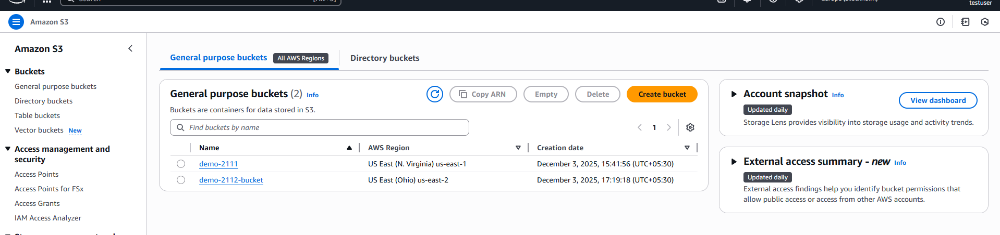 Search
[Alt+S]
Europe (Stockholm)
testuser
Amazon S3
Amazon S3
Buckets
General purpose buckets
Directory buckets
Table buckets
Vector buckets New
Access management and
security
Access Points
Access Points for FSx
Access Grants
IAM Access Analyzer
General purpose buckets All AWS Regions Directory buckets
General purpose buckets (2) Info
Copy ARN Empty Delete Create bucket
Buckets are containers for data stored in S3.
Find buckets by name
1
Name AWS Region Creation date
demo-2111 US East (N. Virginia) us-east-1 December 3, 2025, 15:41:56 (UTC+05:30)
demo-2112-bucket US East (Ohio) us-east-2 December 3, 2025, 17:19:18 (UTC+05:30)
Account snapshot Info
View dashboard
Updated daily
Storage Lens provides visibility into storage usage and activity trends.
External access summary - new Info
Updated daily
External access findings help you identify bucket permissions that
allow public access or access from other AWS accounts.